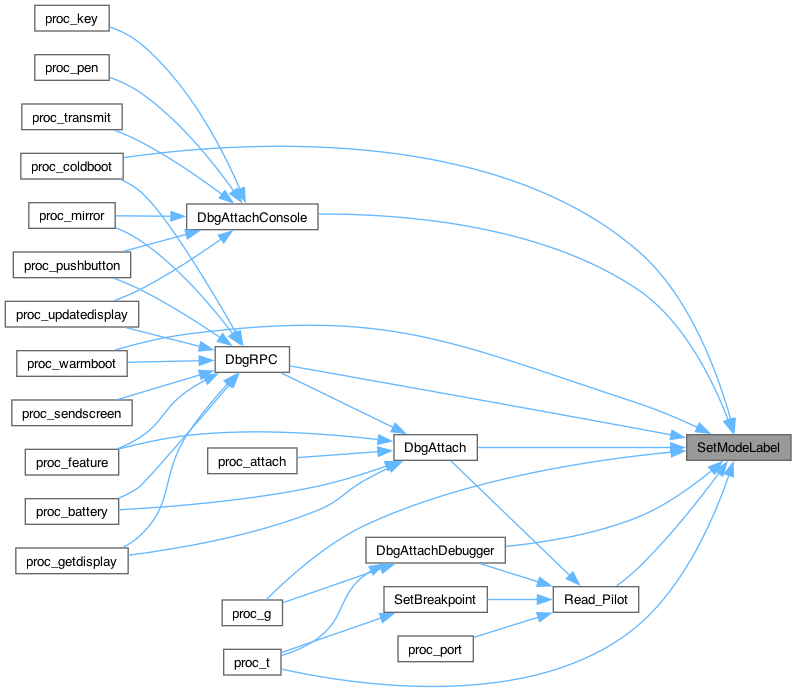 proc_key
proc_pen
proc_transmit
proc_coldboot
proc_mirror
DbgAttachConsole
proc_pushbutton
proc_updatedisplay
proc_warmboot
DbgRPC
proc_sendscreen
proc_feature
proc_attach
DbgAttach
SetModeLabel
proc_battery
proc_getdisplay
DbgAttachDebugger
proc_g
SetBreakpoint
Read_Pilot
proc_port
proc_t